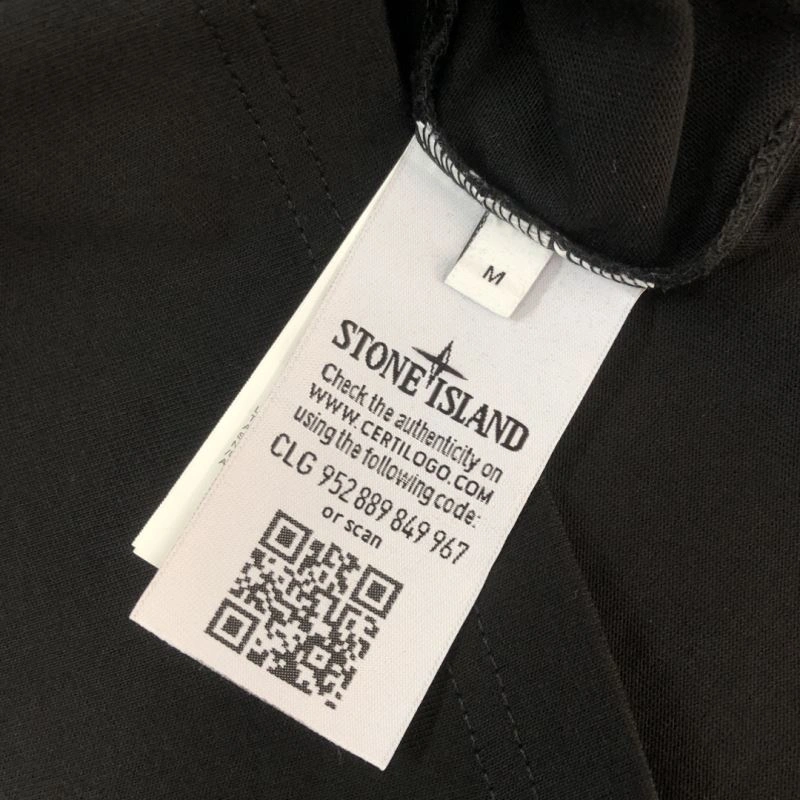 M
STONE ISLAND
Check the authenticity on
WWW.CERTILOGO.COM
using the following code:
CLG 952 889 849 967
or scan